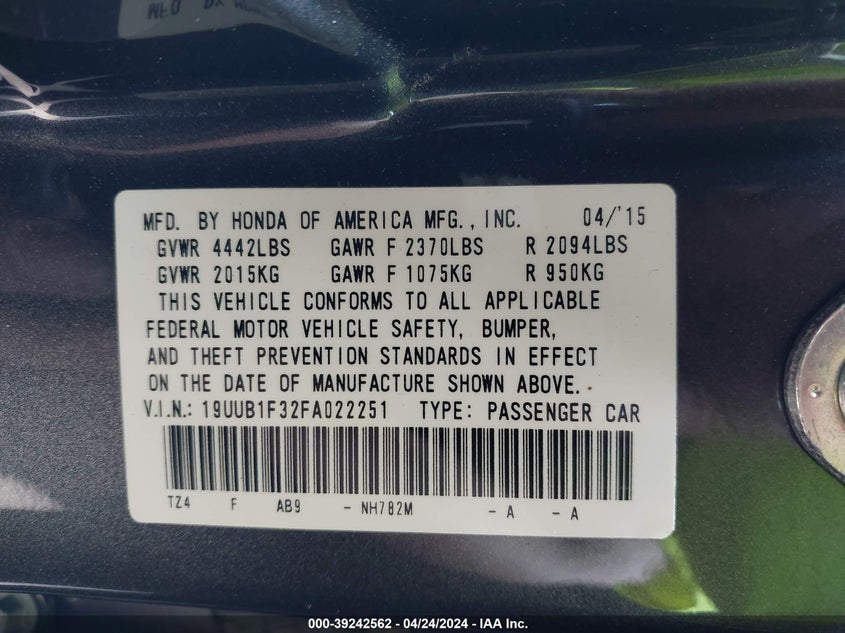 MFD. BY HONDA OF AMERICA MFG., INC. 04/'15
GVWR 4442LBS GAWR F 2370LBS R 2094LBS
GVWR 2015KG GAWR F 1075KG R 950KG
THIS VEHICLE CONFORMS TO ALL APPLICABLE
FEDERAL MOTOR VEHICLE SAFETY, BUMPER,
AND THEFT PREVENTION STANDARDS IN EFFECT
ON THE DATE OF MANUFACTURE SHOWN ABOVE.
V.I.N.: 19UUB1F32FA022251 TYPE: PASSENGER CAR
TZ4 F AB9 - NH782M - A - A
000-39242562 / 04/24/2024 - IAA Inc.